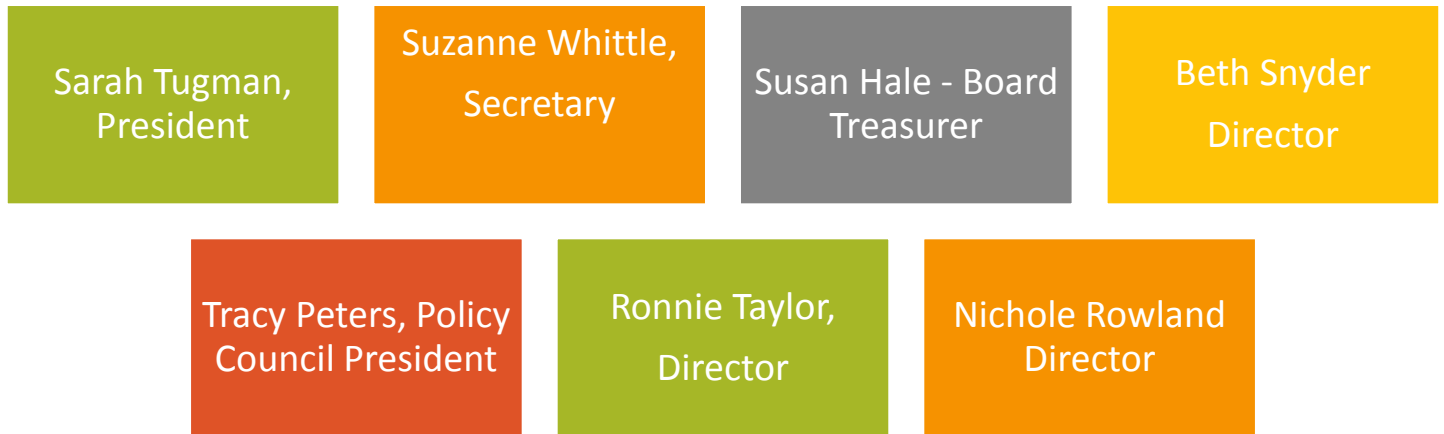 Sarah Tugman,
President
Suzanne Whittle,
Secretary
Susan Hale - Board
Treasurer
Beth Snyder
Director
Tracy Peters, Policy
Council President
Ronnie Taylor,
Director
Nichole Rowland
Director